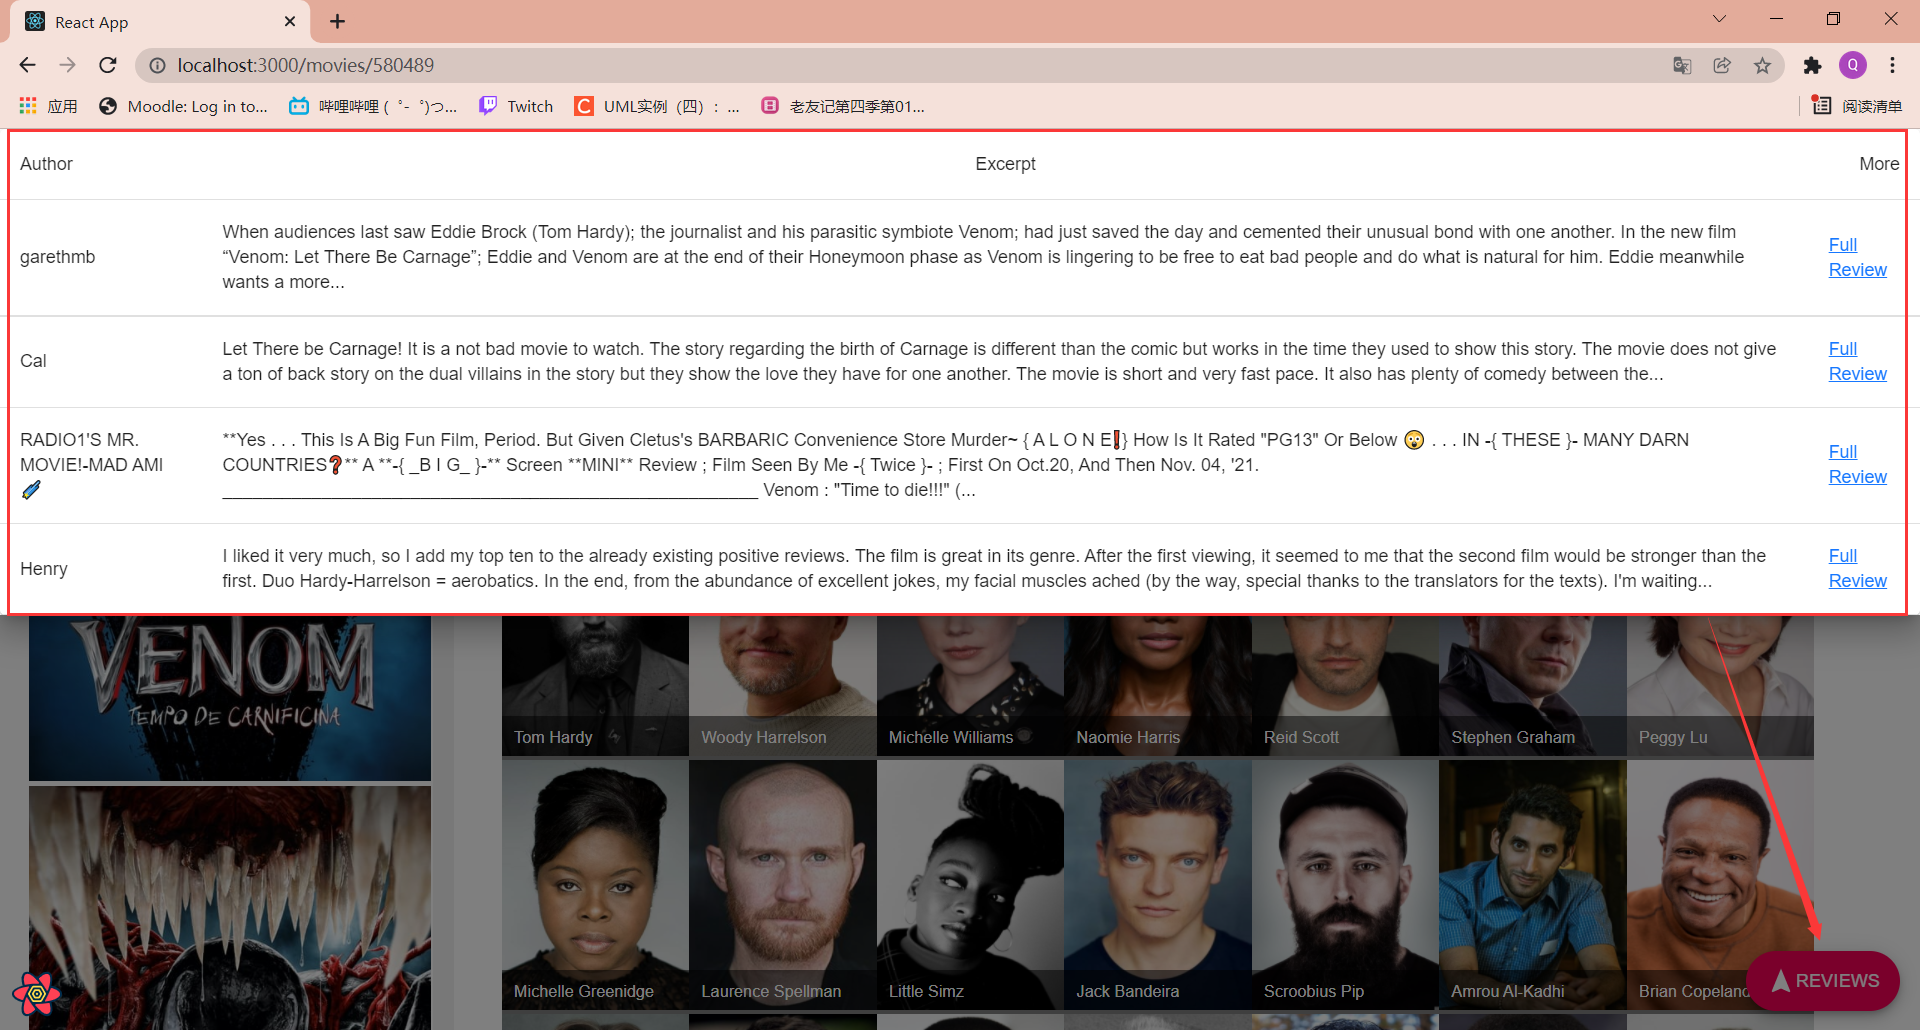 React App
localhost:3000/movies/580489
Q
应用
Moodle: Log in to...
哔哩哔哩 ( ゜- ゜)つ...
Twitch
C
UML实例（四）：...
老友记第四季第01...
阅读清单
Author
Excerpt
More
garethmb
When audiences last saw Eddie Brock (Tom Hardy); the journalist and his parasitic symbiote Venom; had just saved the day and cemented their unusual bond with one another. In the new film
“Venom: Let There Be Carnage”; Eddie and Venom are at the end of their Honeymoon phase as Venom is lingering to be free to eat bad people and do what is natural for him. Eddie meanwhile
wants a more...
Full
Review
Cal
Let There be Carnage! It is a not bad movie to watch. The story regarding the birth of Carnage is different than the comic but works in the time they used to show this story. The movie does not give
a ton of back story on the dual villains in the story but they show the love they have for one another. The movie is short and very fast pace. It also has plenty of comedy between the...
Full
Review
RADIO1'S MR.
MOVIE!-MAD AMI
🖋
**Yes . . . This Is A Big Fun Film, Period. But Given Cletus's BARBARIC Convenience Store Murder~ { A L O N E❗} How Is It Rated "PG13" Or Below 😲 . . . IN -{ THESE }- MANY DARN
COUNTRIES❓** A **-{ _B I G_ }-** Screen **MINI** Review ; Film Seen By Me -{ Twice }- ; First On Oct.20, And Then Nov. 04, '21.
______________________________________________________ Venom : "Time to die!!!" (...
Full
Review
Henry
I liked it very much, so I add my top ten to the already existing positive reviews. The film is great in its genre. After the first viewing, it seemed to me that the second film would be stronger than the
first. Duo Hardy-Harrelson = aerobatics. In the end, from the abundance of excellent jokes, my facial muscles ached (by the way, special thanks to the translators for the texts). I'm waiting...
Full
Review
VENOM
TEMPO DE CARNIFICINA
Tom Hardy
Woody Harrelson
Michelle Williams
Naomie Harris
Reid Scott
Stephen Graham
Peggy Lu
Michelle Greenidge
Laurence Spellman
Little Simz
Jack Bandeira
Scroobius Pip
Amrou Al-Kadhi
Brian Copeland
REVIEWS